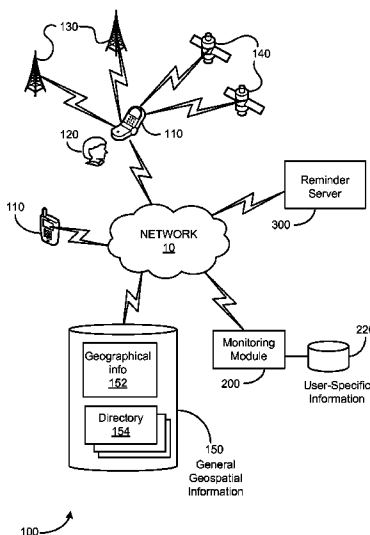 130
140
120
110
Reminder
Server
110
300
NETWORK
10
Monitoring
Module
220
200
User-Specific
Information
Geographical
info
152
Directory
154
150
General
Geospatial
Information
100